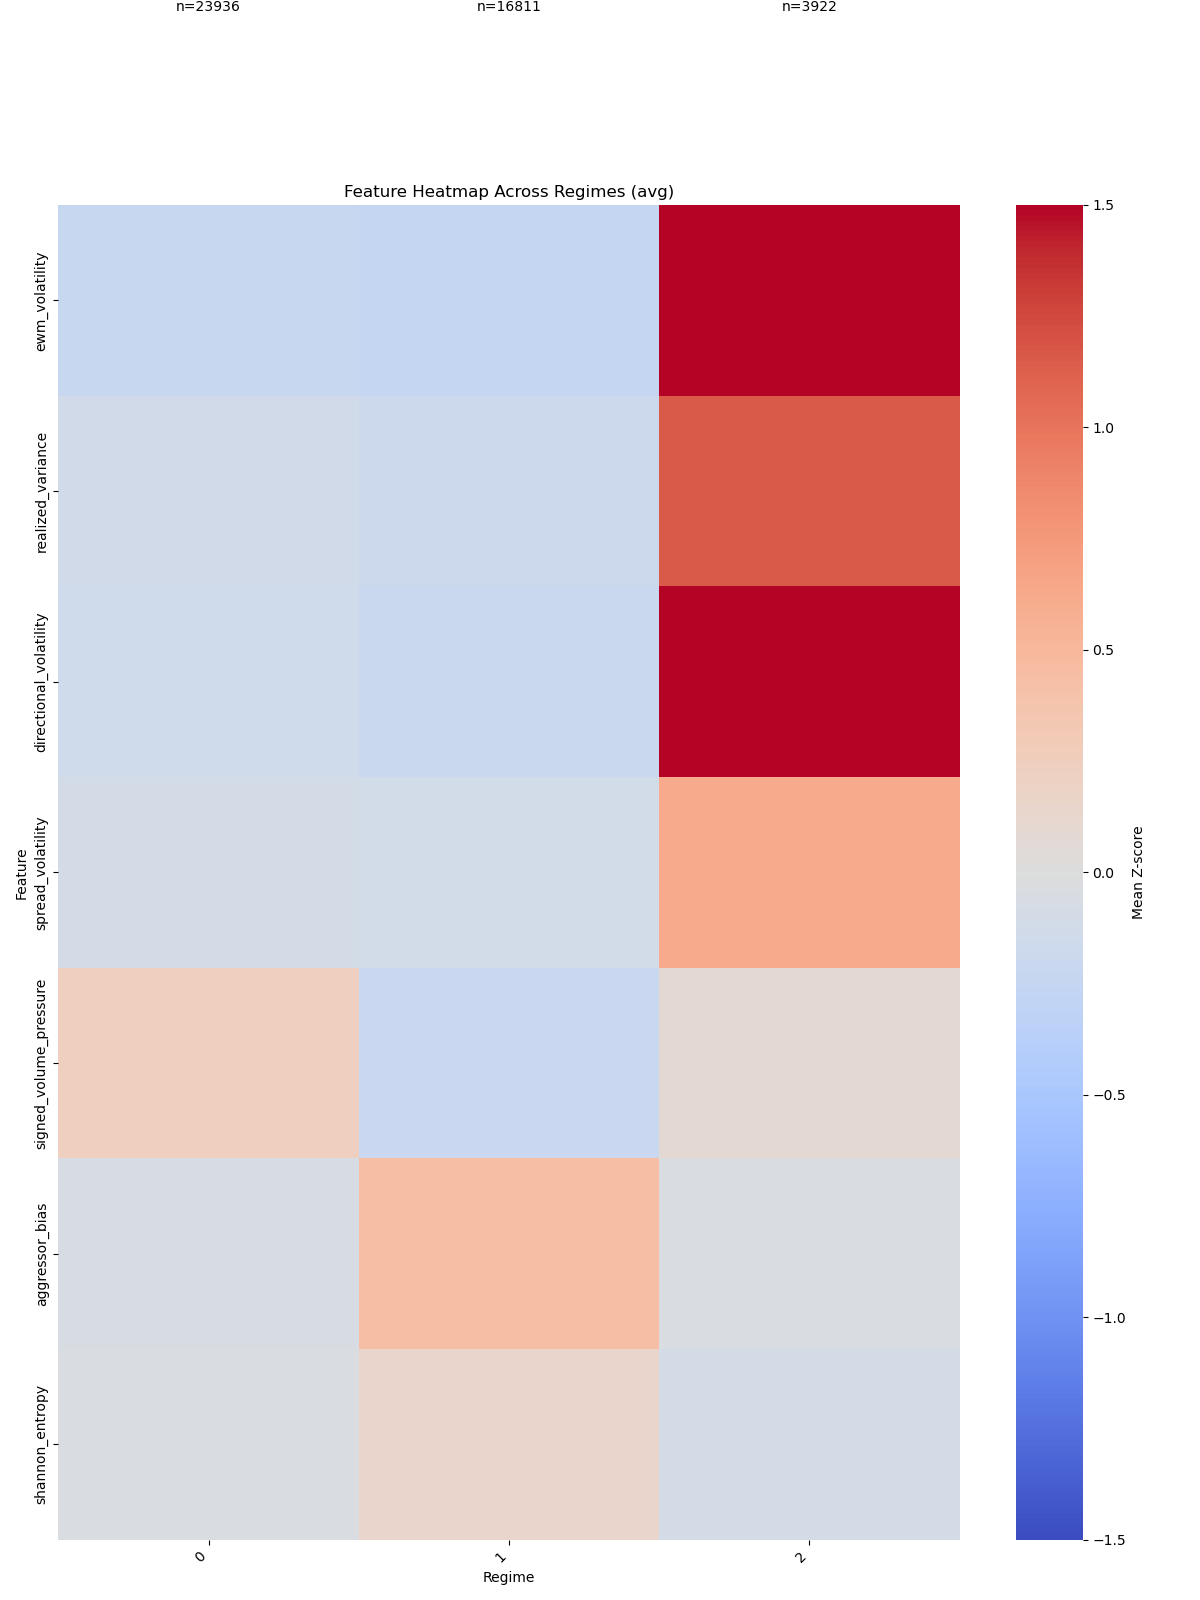 n=23936
n=16811
n=3922
Feature Heatmap Across Regimes (avg)
Feature
ewm_volatility
realized_variance
directional_volatility
spread_volatility
signed_volume_pressure
aggressor_bias
shannon_entropy
0
1
2
Regime
1.5
1.0
0.5
0.0
−0.5
−1.0
−1.5
Mean Z-score